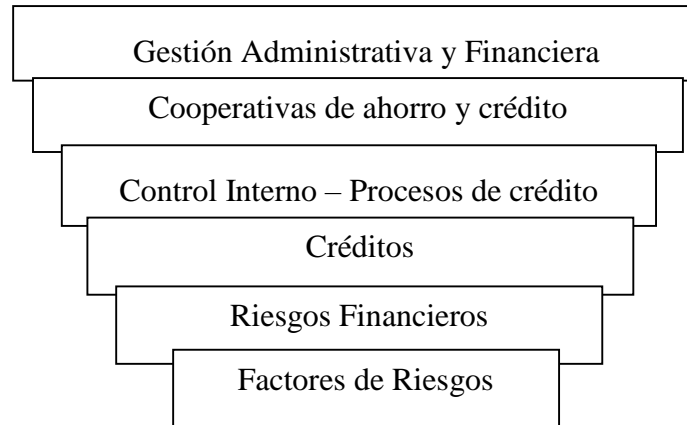 Gestión Administrativa y Financiera
Cooperativas de ahorro y crédito
Control Interno – Procesos de crédito
Créditos
Riesgos Financieros
Factores de Riesgos